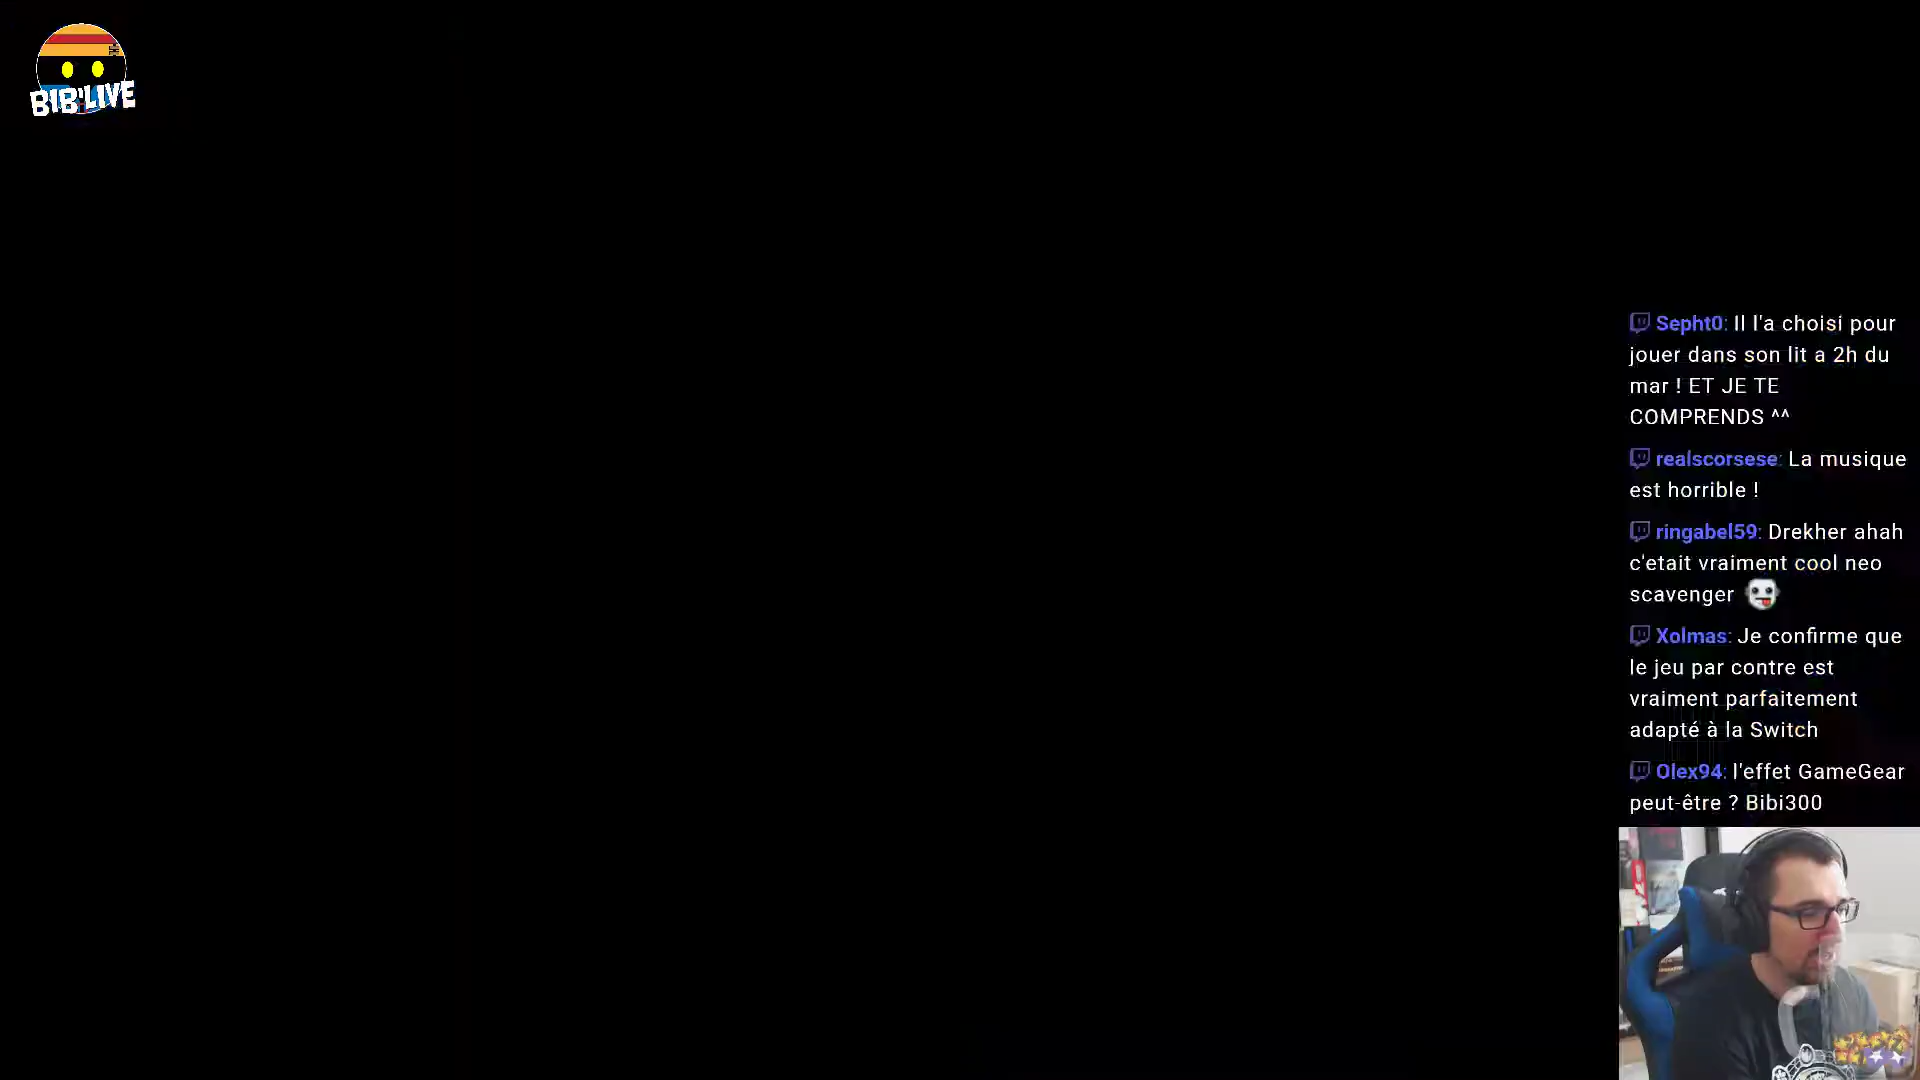 BIB'LIVE
Sepht0: Il l'a choisi pour
jouer dans son lit a 2h du
mar ! ET JE TE
COMPRENDS ^^
realscorsese: La musique
est horrible !
ringabel59: Drekher ahah
c'etait vraiment cool neo
scavenger
Xolmas: Je confirme que
le jeu par contre est
vraiment parfaitement
adapté à la Switch
Olex94: l'effet GameGear
peut-être ? Bibi300